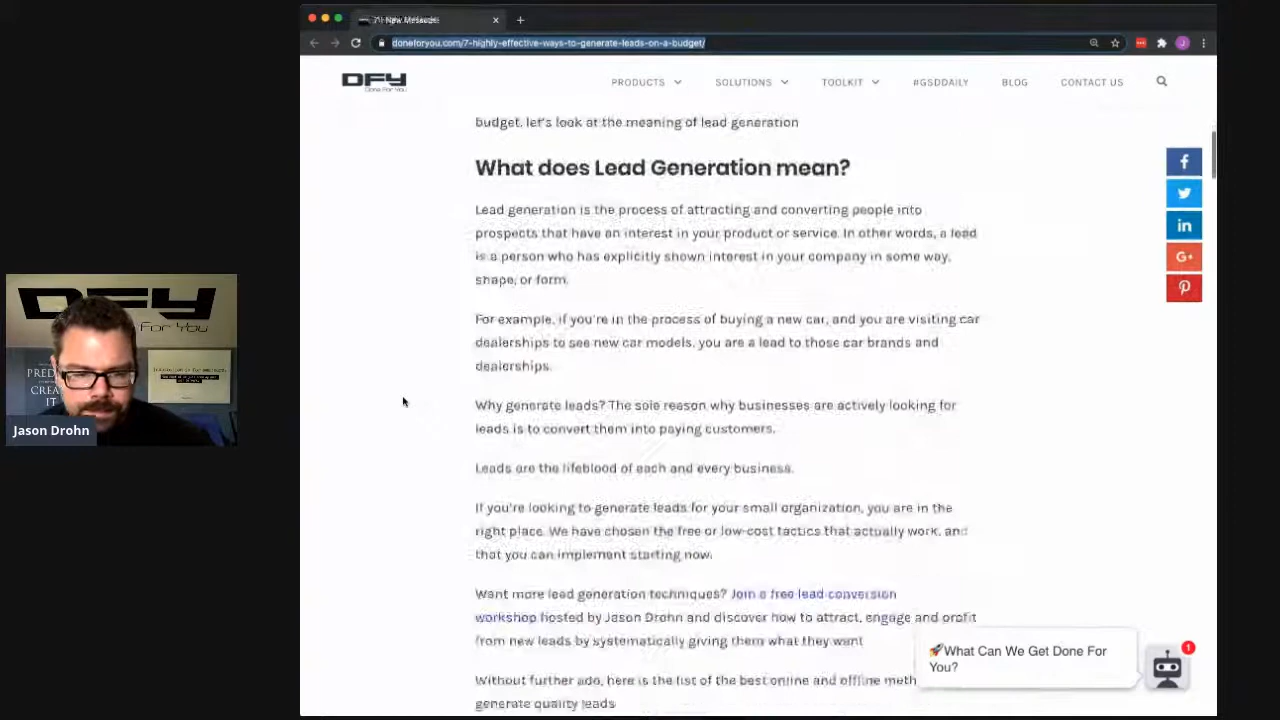 7 Highly Effective
doneforyou.com/7-highly-effective-ways-to-generate-leads-on-a-budget/
DFY
Done For You
PRODUCTS
SOLUTIONS
TOOLKIT
#GSDDAILY
BLOG
CONTACT US
budget, let's look at the meaning of lead generation
What does Lead Generation mean?
Lead generation is the process of attracting and converting people into
prospects that have an interest in your product or service. In other words, a lead
is a person who has explicitly shown interest in your company in some way,
shape, or form.
For example, if you're in the process of buying a new car, and you are visiting car
dealerships to see new car models, you are a lead to those car brands and
dealerships.
Why generate leads? The sole reason why businesses are actively looking for
leads is to convert them into paying customers.
Leads are the lifeblood of each and every business.
If you're looking to generate leads for your small organization, you are in the
right place. We have chosen the free or low-cost tactics that actually work, and
that you can implement starting now.
Want more lead generation techniques? Join a free lead conversion
workshop hosted by Jason Drohn and discover how to attract, engage and profit
from new leads by systematically giving them what they want
Without further ado, here is the list of the best online and offline meth
generate quality leads
🚀What Can We Get Done For
You?
1
DFY
For You
PRED
CREA
IT
Jason Drohn